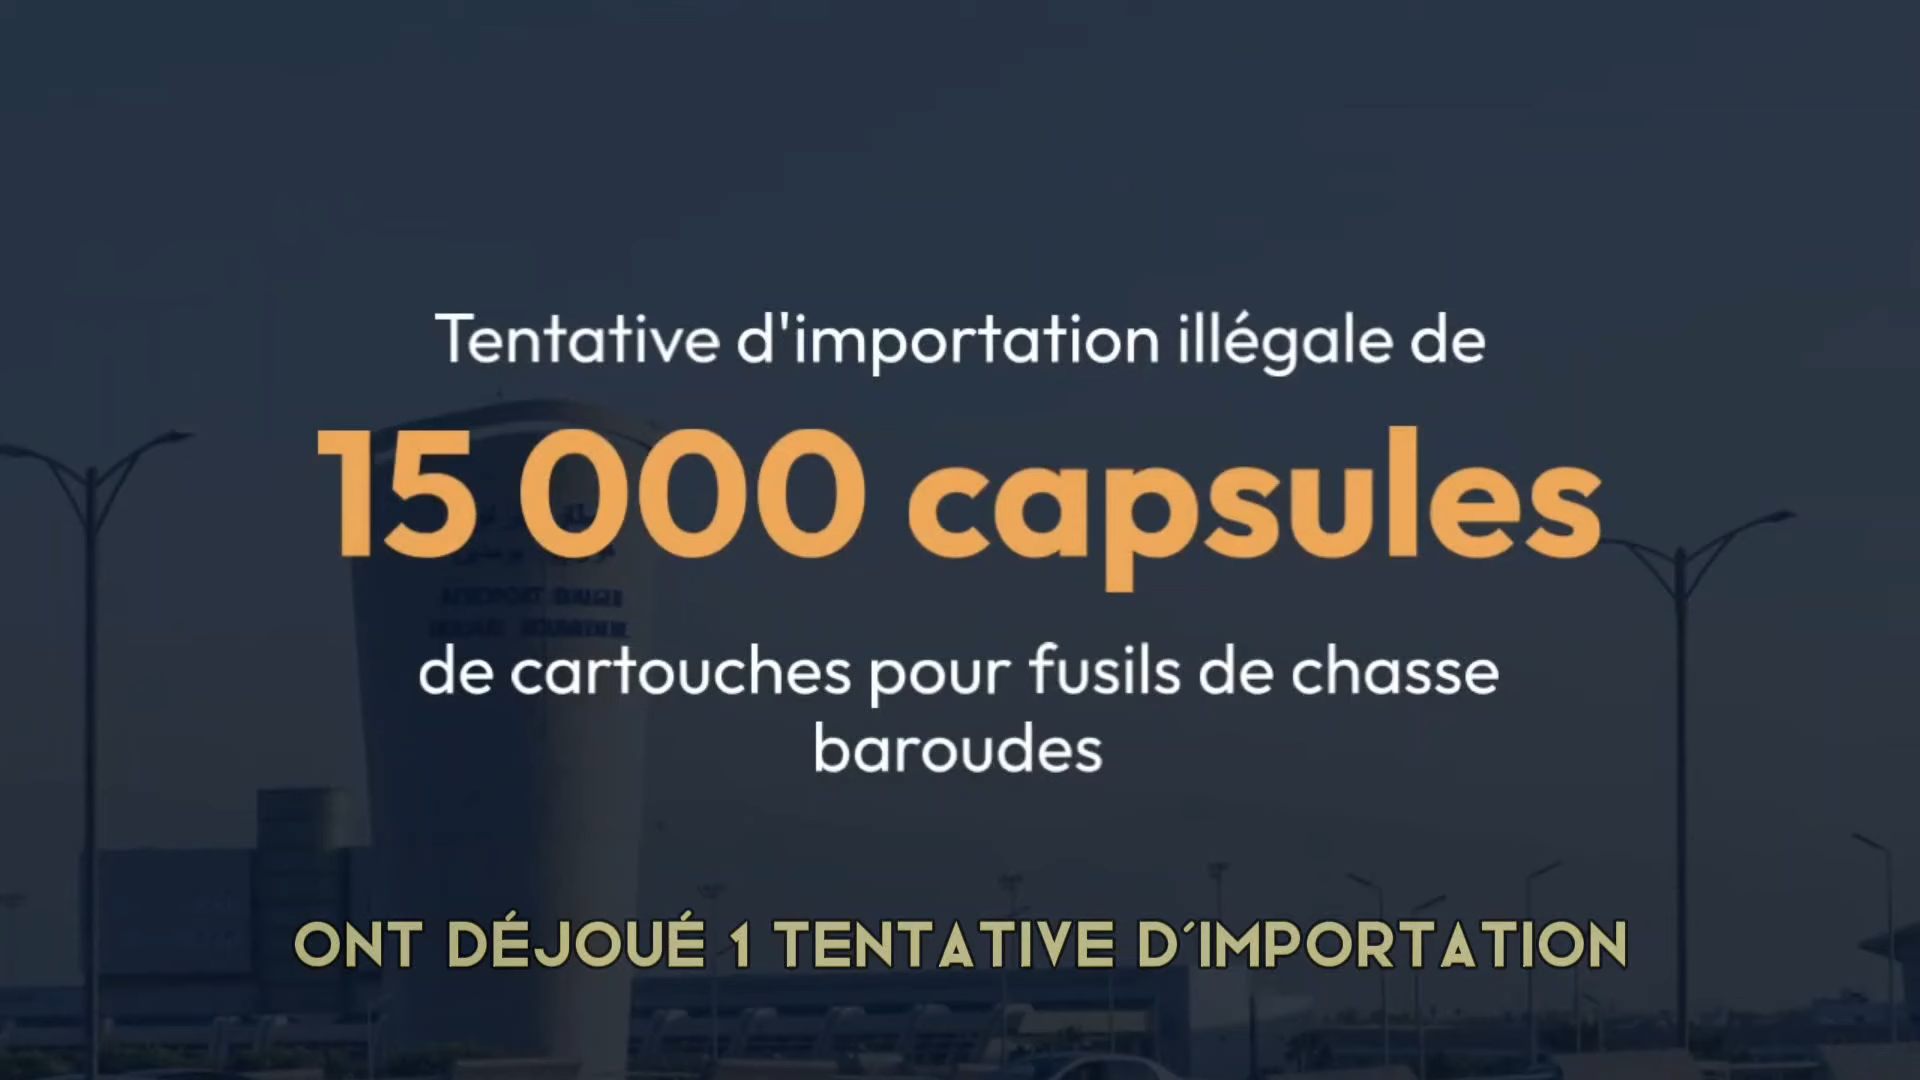 Tentative d'importation illégale de
15 000 capsules
de cartouches pour fusils de chasse
baroudes
ONT DÉJOUÉ 1 TENTATIVE D'IMPORTATION